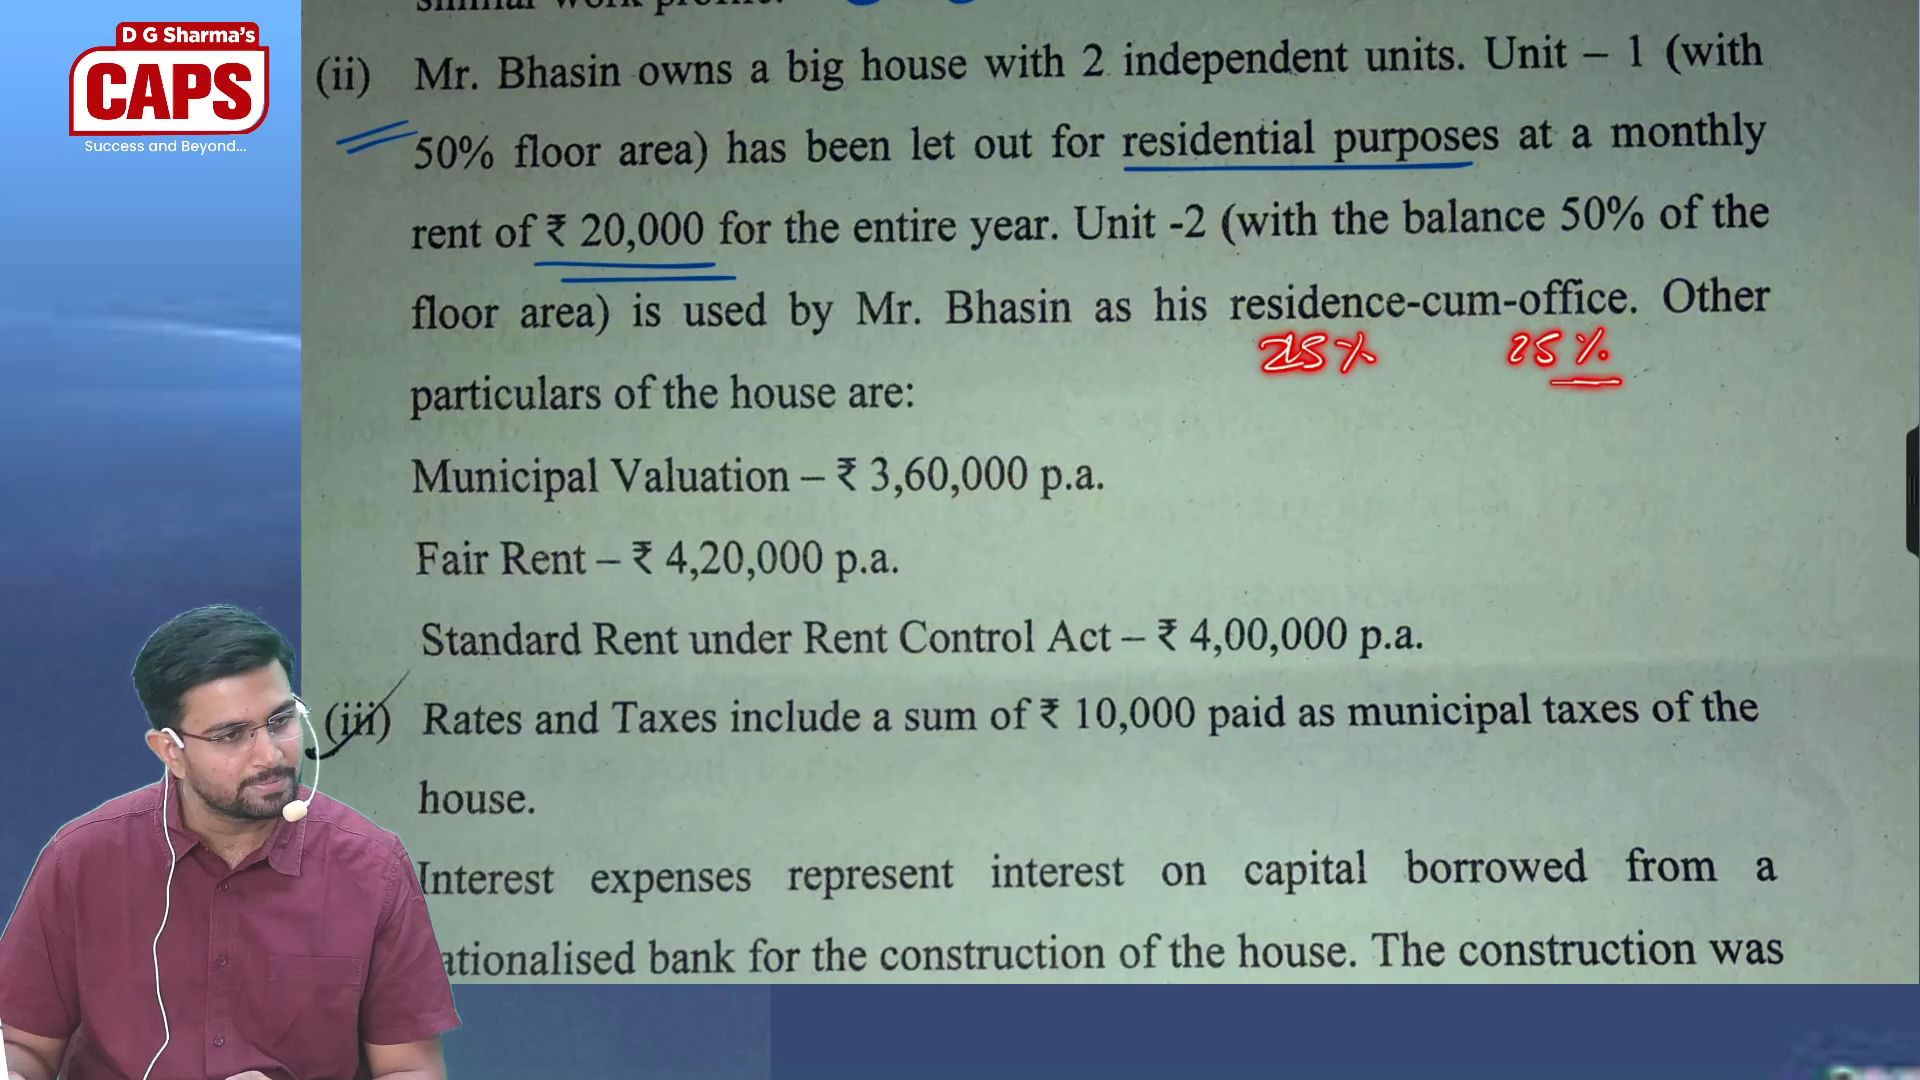 D G Sharma's
CAPS
Success and Beyond...
similar work profile.
(ii) Mr. Bhasin owns a big house with 2 independent units. Unit – 1 (with
50% floor area) has been let out for residential purposes at a monthly
rent of ₹ 20,000 for the entire year. Unit -2 (with the balance 50% of the
floor area) is used by Mr. Bhasin as his residence-cum-office. Other
25% 25%
particulars of the house are:
Municipal Valuation – ₹ 3,60,000 p.a.
Fair Rent – ₹ 4,20,000 p.a.
Standard Rent under Rent Control Act – ₹ 4,00,000 p.a.
(iii) Rates and Taxes include a sum of ₹ 10,000 paid as municipal taxes of the
house.
Interest expenses represent interest on capital borrowed from a
ationalised bank for the construction of the house. The construction was